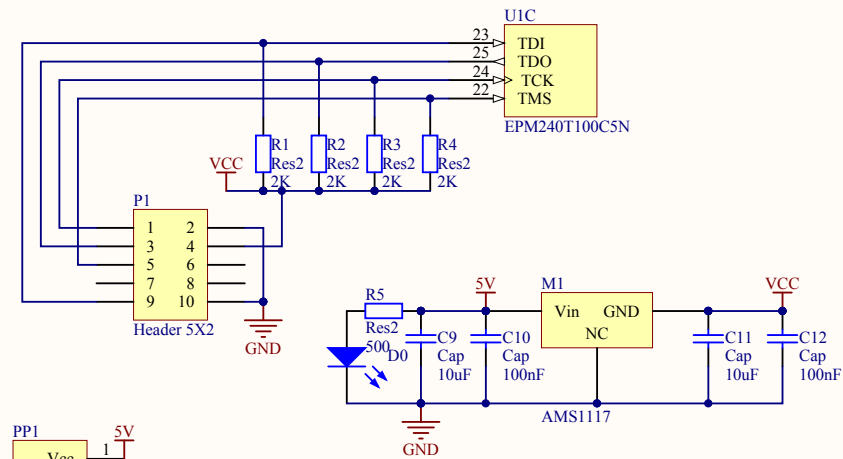 U1C
23 TDI
25 TDO
24 TCK
22 TMS
EPM240T100C5N
R1 R2 R3 R4
Res2 Res2 Res2 Res2
2K 2K 2K 2K
VCC
P1
1 2
3 4
5 6
7 8
9 10
Header 5X2
GND
5V M1 VCC
R5
Res2
500
D0
Vin GND
NC
C9 C10 C11 C12
Cap Cap Cap Cap
10uF 100nF 10uF 100nF
AMS1117
GND
PP1 5V
Vcc 1